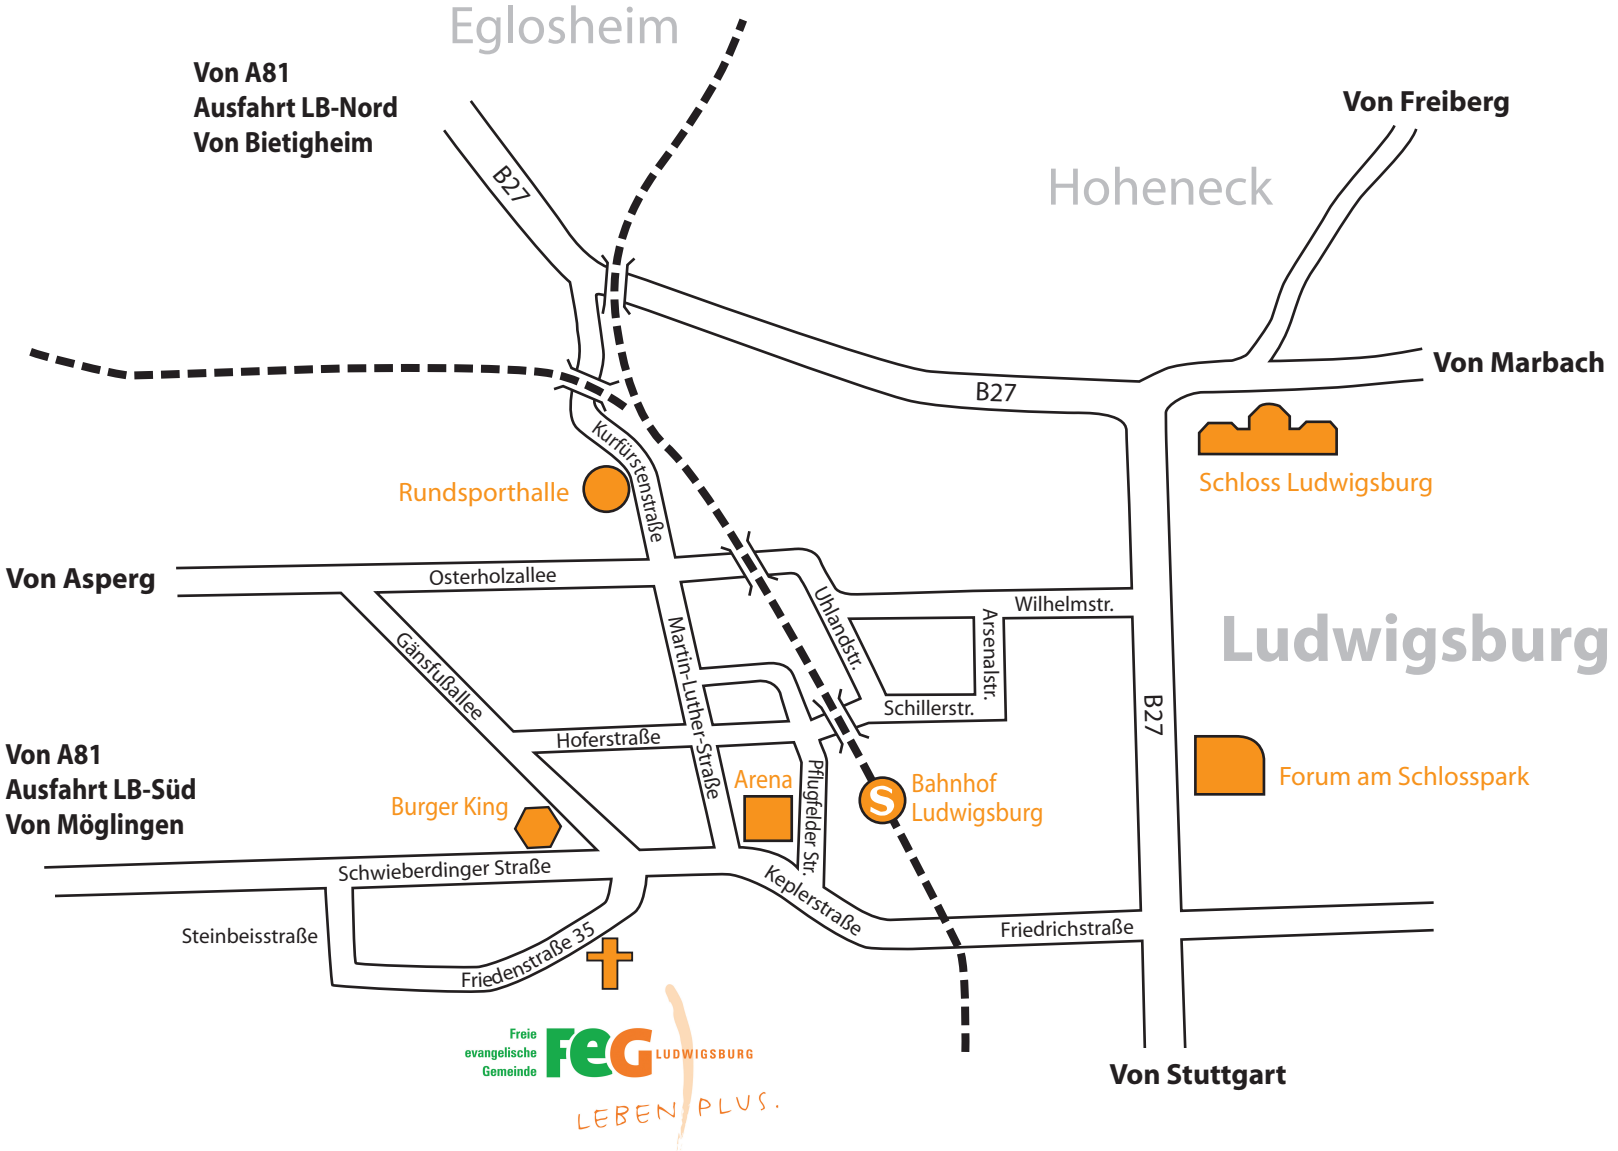 Eglosheim
Von A81
Ausfahrt LB-Nord
Von Bietigheim
Von Freiberg
B27
Hoheneck
Von Marbach
B27
Kurfürstenstraße
Rundsporthalle
Schloss Ludwigsburg
Von Asperg
Osterholzallee
Uhlandstr.
Wilhelmstr.
Arsenalstr.
Ludwigsburg
Gänsfußallee
Martin-Luther-Straße
Schillerstr.
B27
Hoferstraße
Von A81
Ausfahrt LB-Süd
Von Möglingen
Arena
Pflugfelder Str.
S
Bahnhof
Ludwigsburg
Forum am Schlosspark
Burger King
Schwieberdinger Straße
Keplerstraße
Friedrichstraße
Steinbeisstraße
Friedenstraße 35
Freie
evangelische
Gemeinde
FeG
LUDWIGSBURG
LEBEN PLUS.
Von Stuttgart